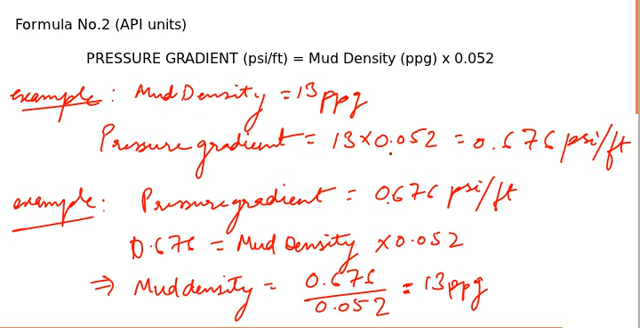 Formula No.2 (API units)
PRESSURE GRADIENT (psi/ft) = Mud Density (ppg) x 0.052
example : Mud Density = 13 ppg
Pressure gradient = 13 x 0.052 = 0.676 psi/ft
example : Pressure gradient = 0.676 psi/ft
0.676 = Mud Density x 0.052
⇒ Mud density = 0.676 / 0.052 = 13 ppg